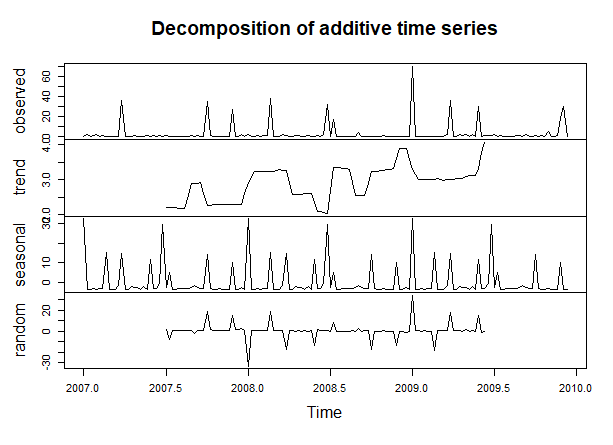 Decomposition of additive time series
observed
0 20 40 60
trend
2.0 3.0 4.0
seasonal
0 10 30
random
-30 0 20
2007.0 2007.5 2008.0 2008.5 2009.0 2009.5 2010.0
Time